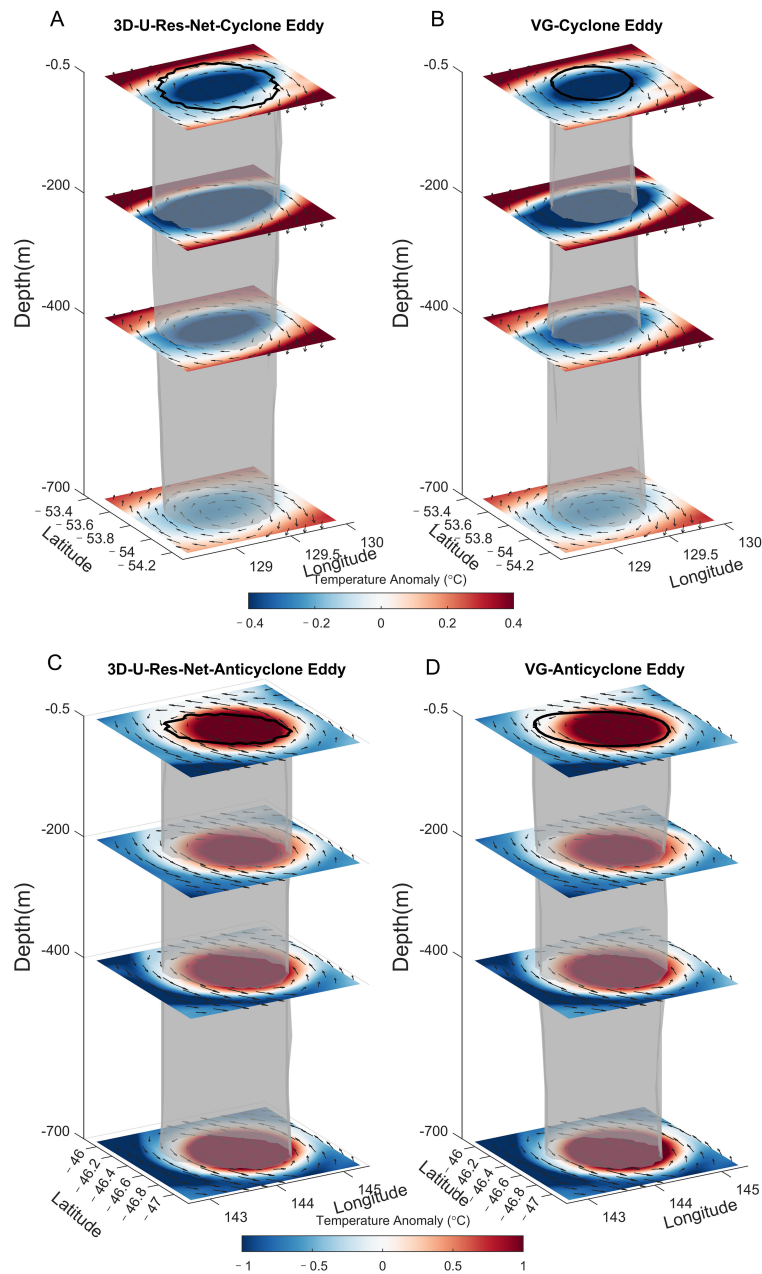 A
3D-U-Res-Net-Cyclone Eddy
B
VG-Cyclone Eddy
-0.5
-200
-400
-700
Depth(m)
-53.4
-53.6
-53.8
-54
-54.2
Latitude
129
129.5
130
Longitude
-0.5
-200
-400
-700
Depth(m)
-53.4
-53.6
-53.8
-54
-54.2
Latitude
129
129.5
130
Longitude
Temperature Anomaly (°C)
-0.4
-0.2
0
0.2
0.4
C
3D-U-Res-Net-Anticyclone Eddy
D
VG-Anticyclone Eddy
-0.5
-200
-400
-700
Depth(m)
-46
-46.2
-46.4
-46.6
-46.8
-47
Latitude
143
144
145
Longitude
-0.5
-200
-400
-700
Depth(m)
-46
-46.2
-46.4
-46.6
-46.8
-47
Latitude
143
144
145
Longitude
Temperature Anomaly (°C)
-1
-0.5
0
0.5
1